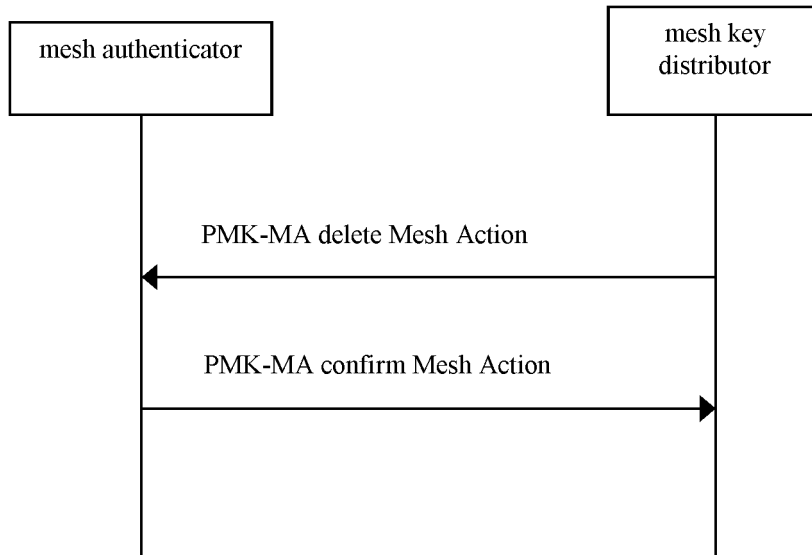 mesh authenticator
mesh key
distributor
PMK-MA delete Mesh Action
PMK-MA confirm Mesh Action